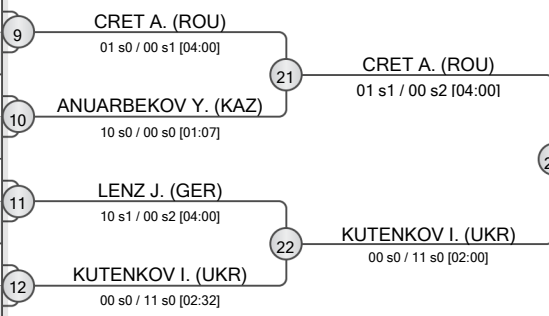 CRET A. (ROU)
9
01 s0 / 00 s1 [04:00]
21
CRET A. (ROU)
01 s1 / 00 s2 [04:00]
ANUARBEKOV Y. (KAZ)
10
10 s0 / 00 s0 [01:07]
LENZ J. (GER)
11
10 s1 / 00 s2 [04:00]
22
KUTENKOV I. (UKR)
00 s0 / 11 s0 [02:00]
KUTENKOV I. (UKR)
12
00 s0 / 11 s0 [02:32]